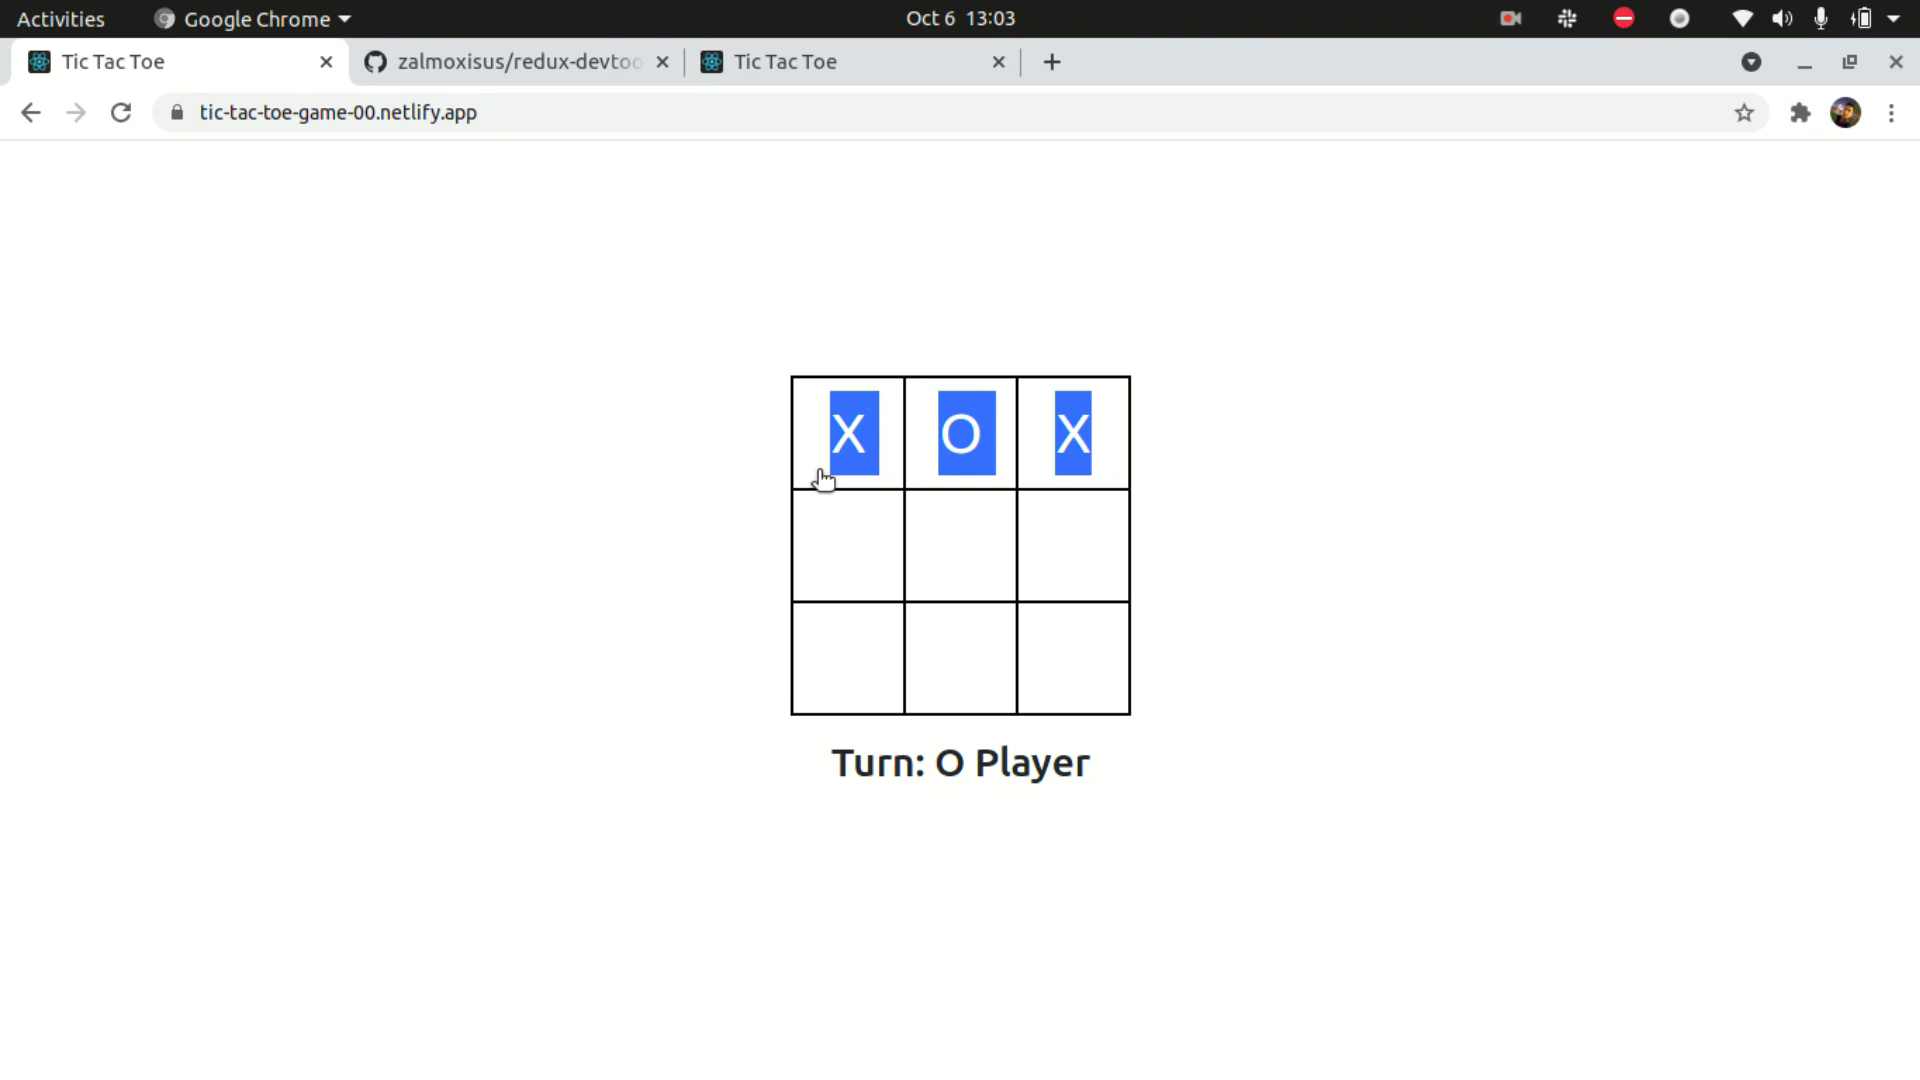 Activities Google Chrome Oct 6 13:03
Tic Tac Toe zalmoxisus/redux-devtoo Tic Tac Toe
tic-tac-toe-game-00.netlify.app
X O X
Turn: O Player